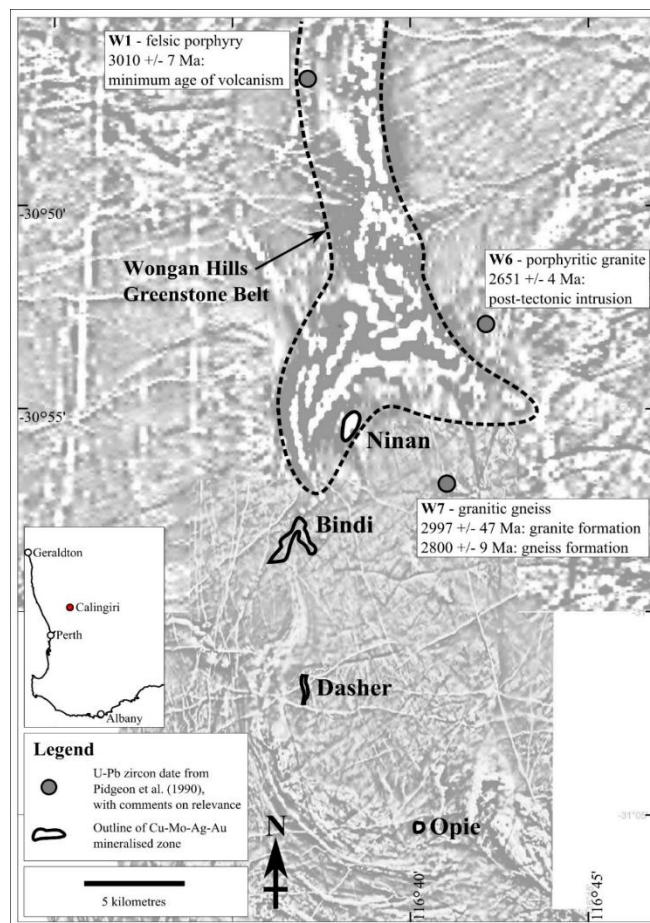 W1 - felsic porphyry
3010 +/- 7 Ma:
minimum age of volcanism
-30°50'
Wongan Hills
Greenstone Belt
W6 - porphyritic granite
2651 +/- 4 Ma:
post-tectonic intrusion
-30°55'
Ninan
W7 - granitic gneiss
2997 +/- 47 Ma: granite formation
2800 +/- 9 Ma: gneiss formation
Bindi
Geraldton
Calingiri
Perth
Albany
Dasher
Legend
U-Pb zircon date from
Pidgeon et al. (1990),
with comments on relevance
Outline of Cu-Mo-Ag-Au
mineralised zone
5 kilometres
N
Opie
-31°05'
116°40'
116°45'